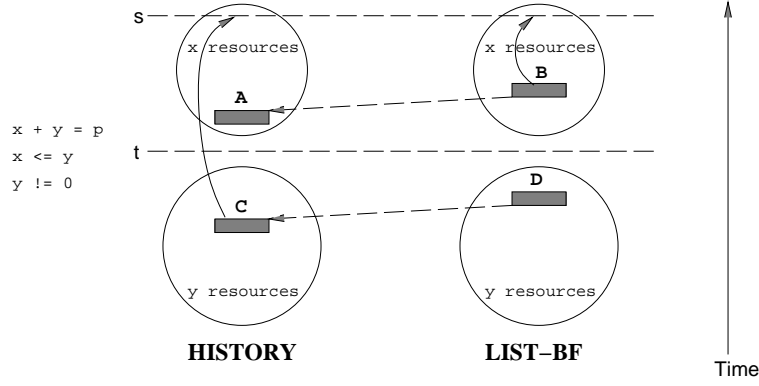 s
x resources
x resources
B
A
x + y = p
x <= y
y != 0
t
D
C
y resources
y resources
HISTORY
LIST−BF
Time